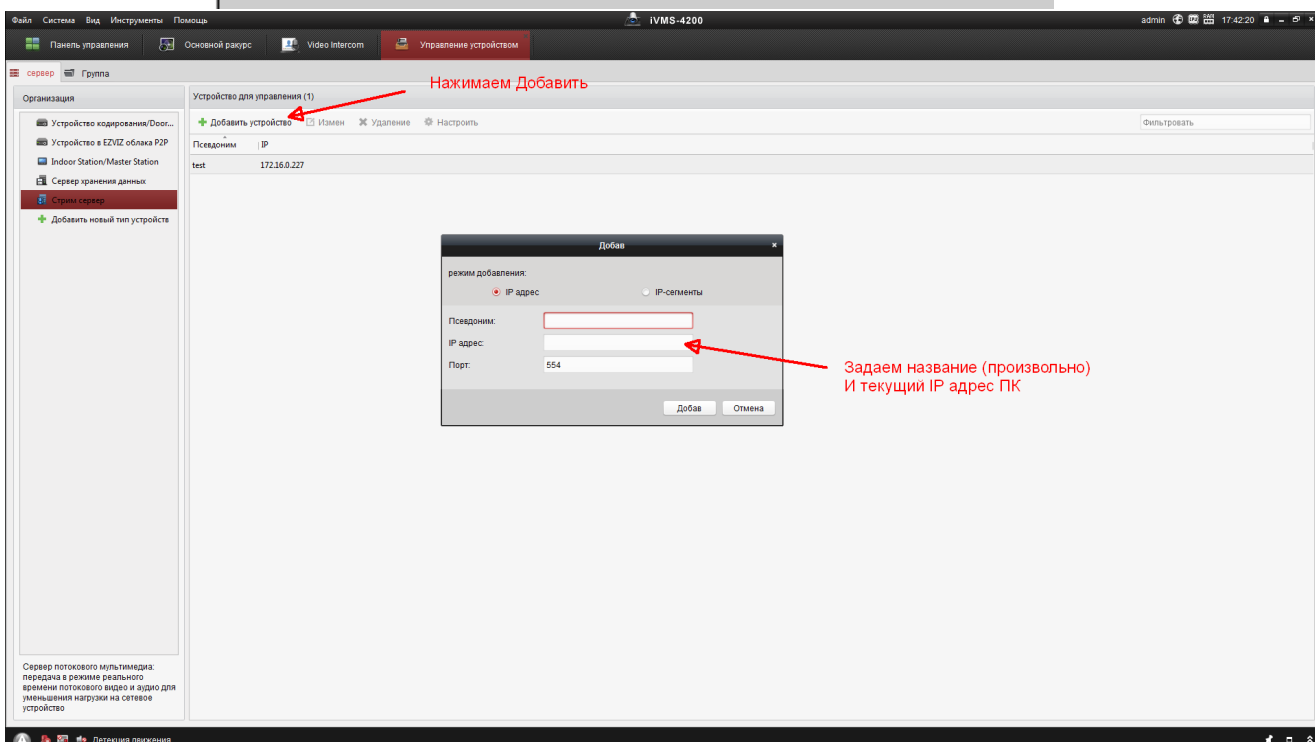 Файл Система Вид Инструменты Помощь
iVMS-4200
admin 17:42:20
Панель управления
Основной ракурс
Video Intercom
Управление устройством
сервер
Группа
Нажимаем Добавить
Организация
Устройство для управления (1)
Устройство кодирования/Door...
Устройство в EZVIZ облака P2P
Indoor Station/Master Station
Сервер хранения данных
Стрим сервер
Добавить новый тип устройств
Добавить устройство Измен Удаление Настроить
Фильтровать
Псевдоним IP
test 172.16.0.227
Добав
режим добавления:
IP адрес IP-сегменты
Псевдоним:
IP адрес:
Порт: 554
Добав Отмена
Задаем название (произвольно)
И текущий IP адрес ПК
Сервер потокового мультимедиа:
передача в режиме реального
времени потокового видео и аудио для
уменьшения нагрузки на сетевое
устройство
Детекция движения